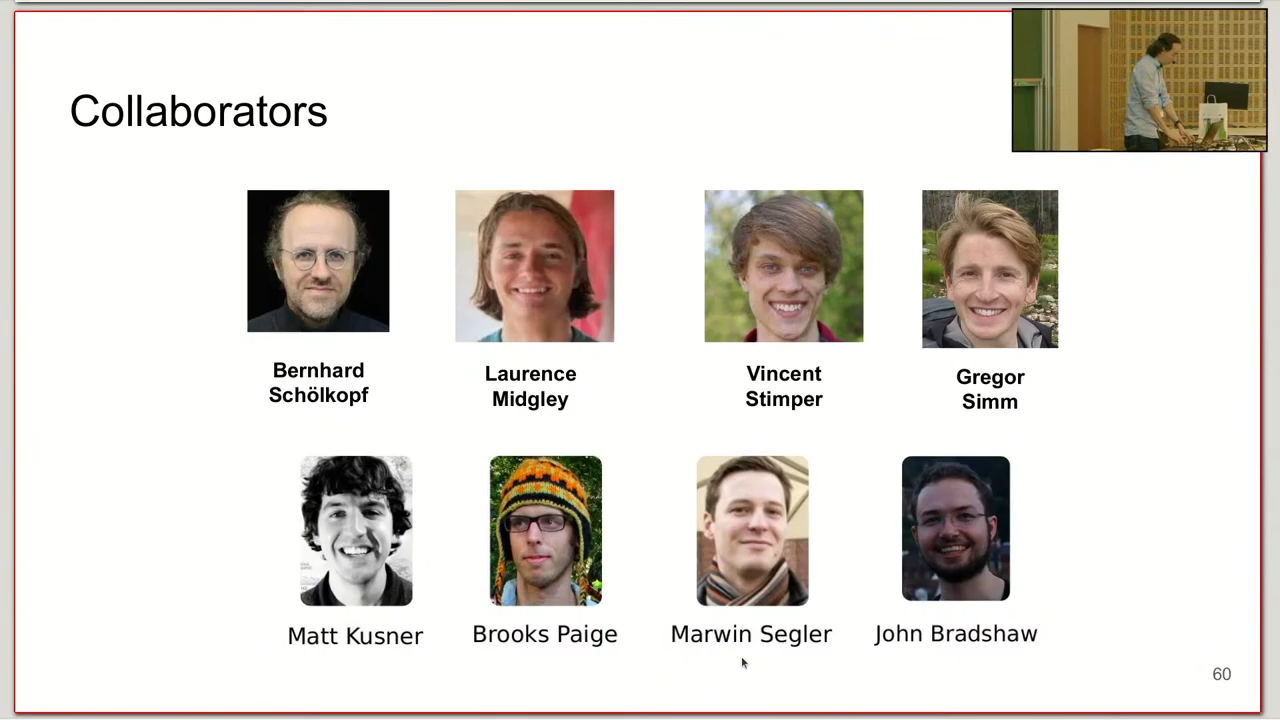 Collaborators
Bernhard
Schölkopf
Laurence
Midgley
Vincent
Stimper
Gregor
Simm
Matt Kusner
Brooks Paige
Marwin Segler
John Bradshaw
60